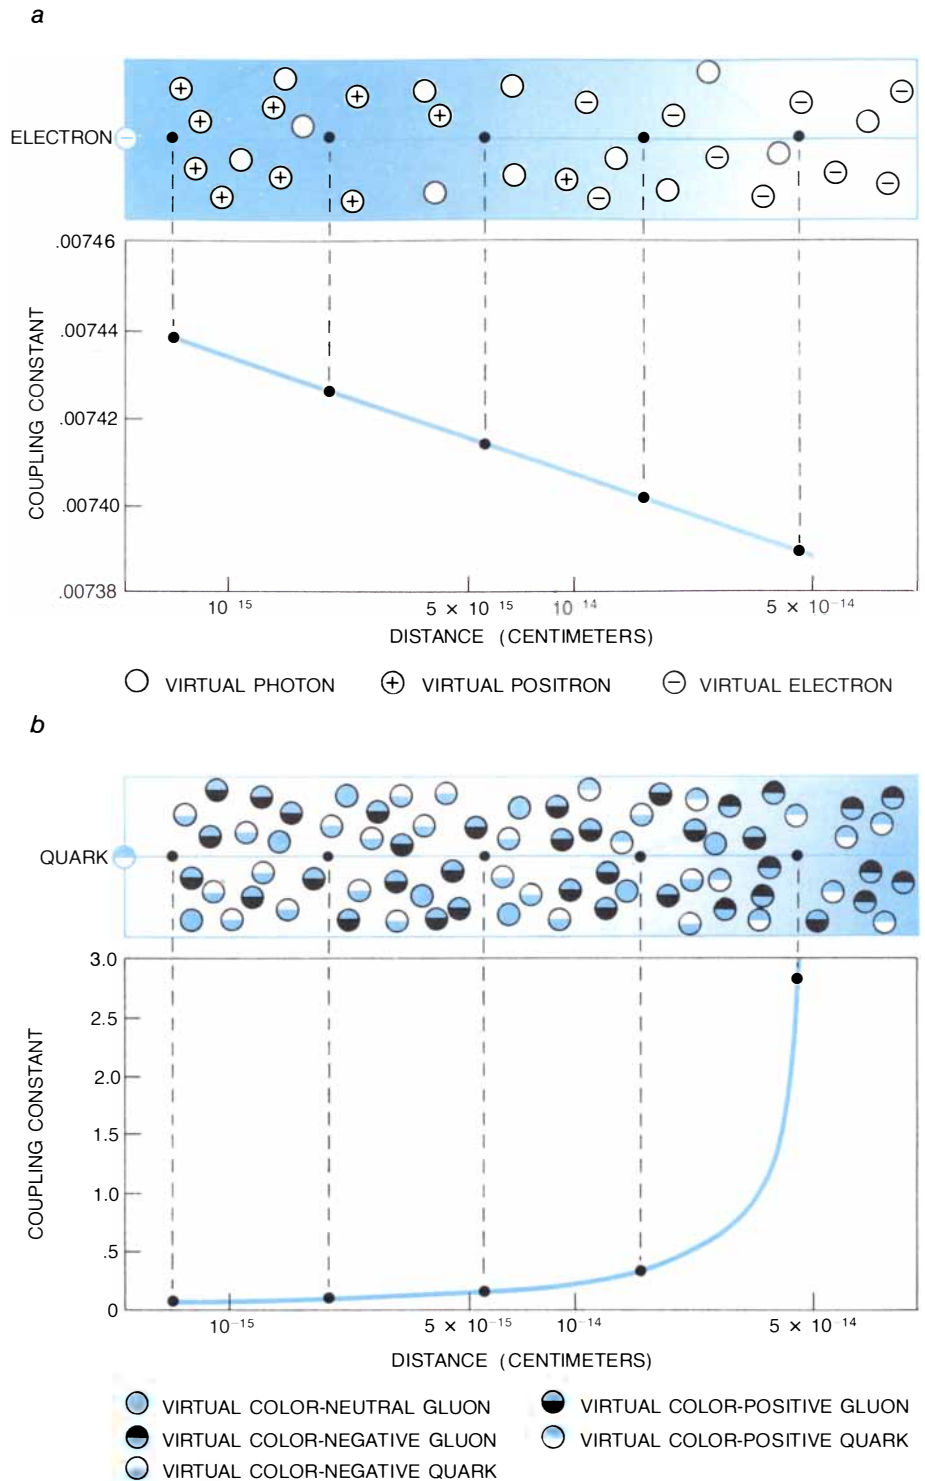 a
ELECTRON
.00746
.00744
.00742
.00740
.00738
COUPLING CONSTANT
10 15
5 × 10 15
10 14
5 × 10-14
DISTANCE (CENTIMETERS)
VIRTUAL PHOTON
VIRTUAL POSITRON
VIRTUAL ELECTRON
b
QUARK
3.0
2.5
2.0
1.5
1.0
.5
0
COUPLING CONSTANT
10-15
5 × 10-15
10-14
5 × 10-14
DISTANCE (CENTIMETERS)
VIRTUAL COLOR-NEUTRAL GLUON
VIRTUAL COLOR-POSITIVE GLUON
VIRTUAL COLOR-NEGATIVE GLUON
VIRTUAL COLOR-POSITIVE QUARK
VIRTUAL COLOR-NEGATIVE QUARK